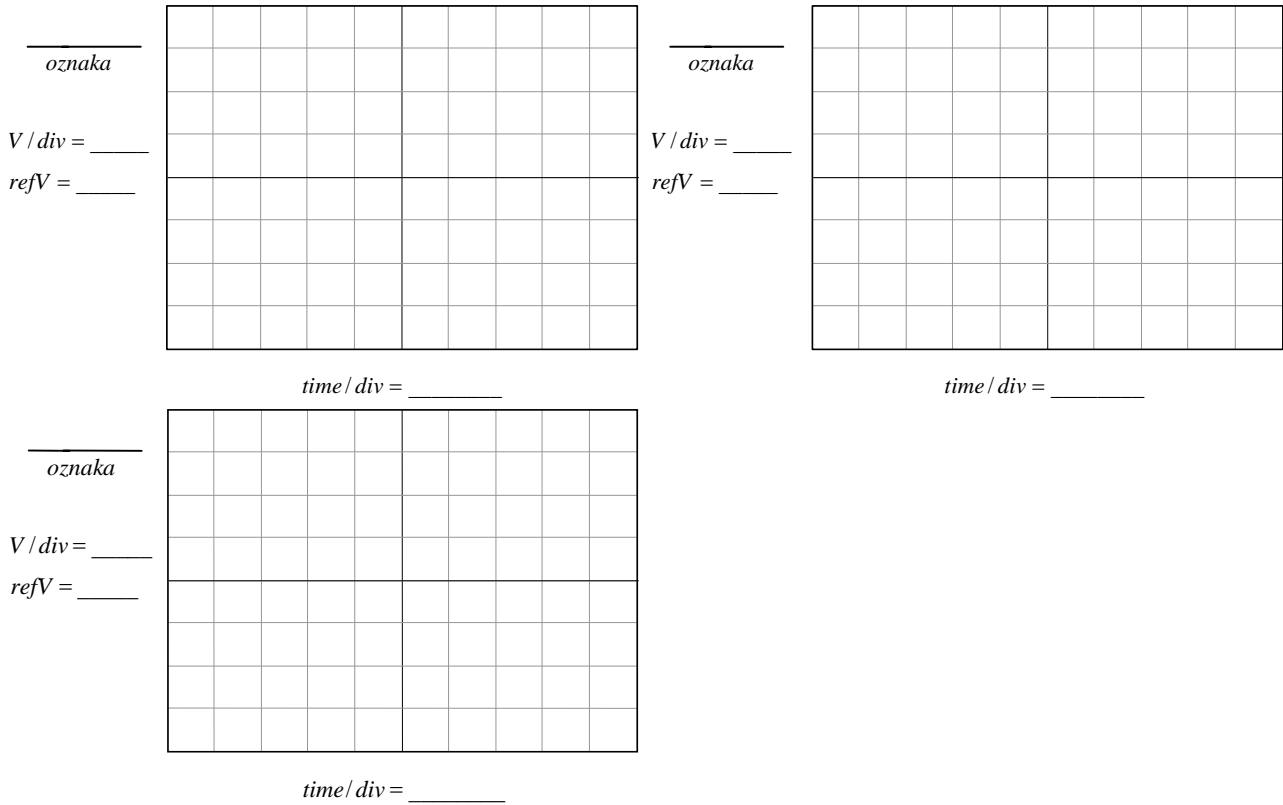 oznaka
V / div = _____
refV = _____
time / div = ________
oznaka
V / div = _____
refV = _____
time / div = ________
oznaka
V / div = _____
refV = _____
time / div = ________